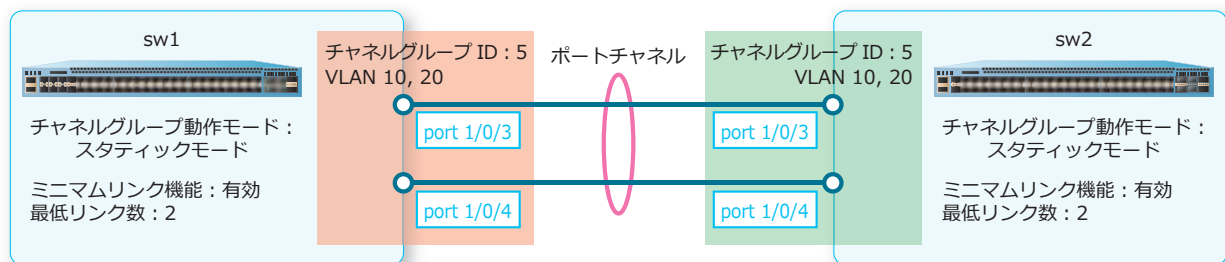 sw1
チャネルグループ動作モード：
スタティックモード
ミニマムリンク機能：有効
最低リンク数：2
チャネルグループ ID：5
VLAN 10, 20
port 1/0/3
port 1/0/4
ポートチャネル
チャネルグループ ID：5
VLAN 10, 20
port 1/0/3
port 1/0/4
sw2
チャネルグループ動作モード：
スタティックモード
ミニマムリンク機能：有効
最低リンク数：2